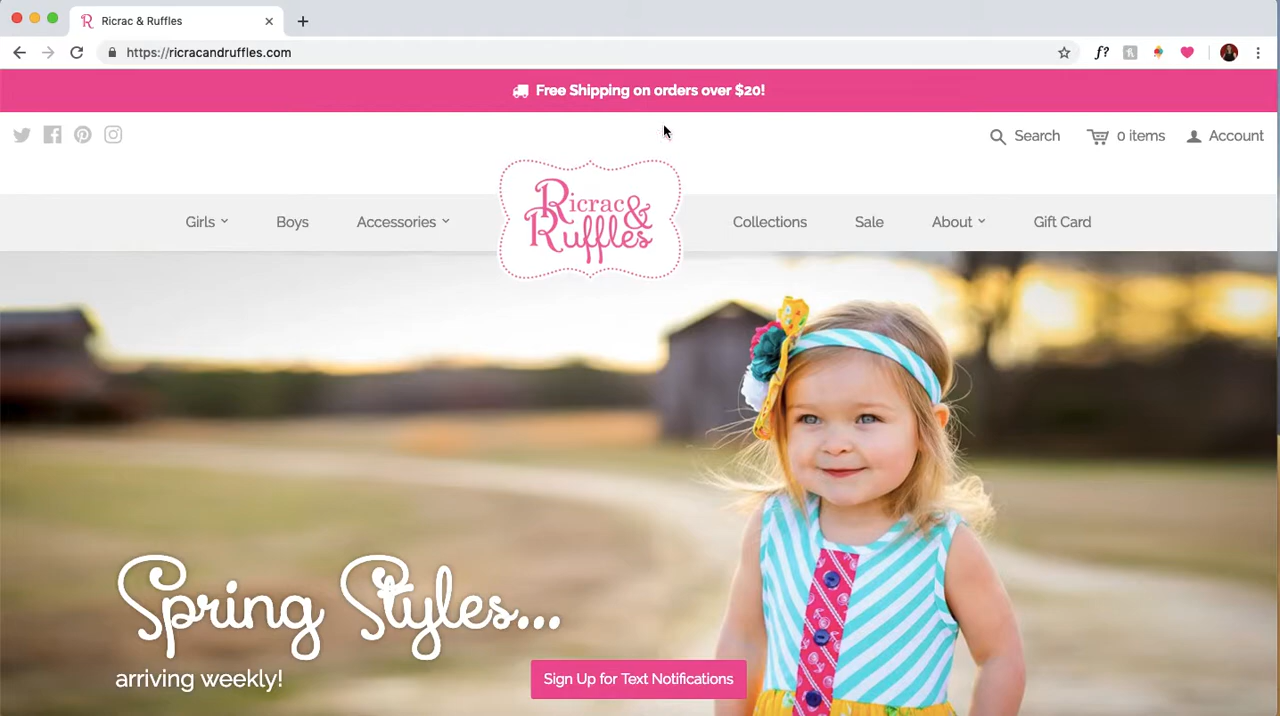 Ricrac & Ruffles
https://ricracandruffles.com
f?
Free Shipping on orders over $20!
Search
0 items
Account
Girls
Boys
Accessories
Ricrac &
Ruffles
Collections
Sale
About
Gift Card
Spring Styles...
arriving weekly!
Sign Up for Text Notifications